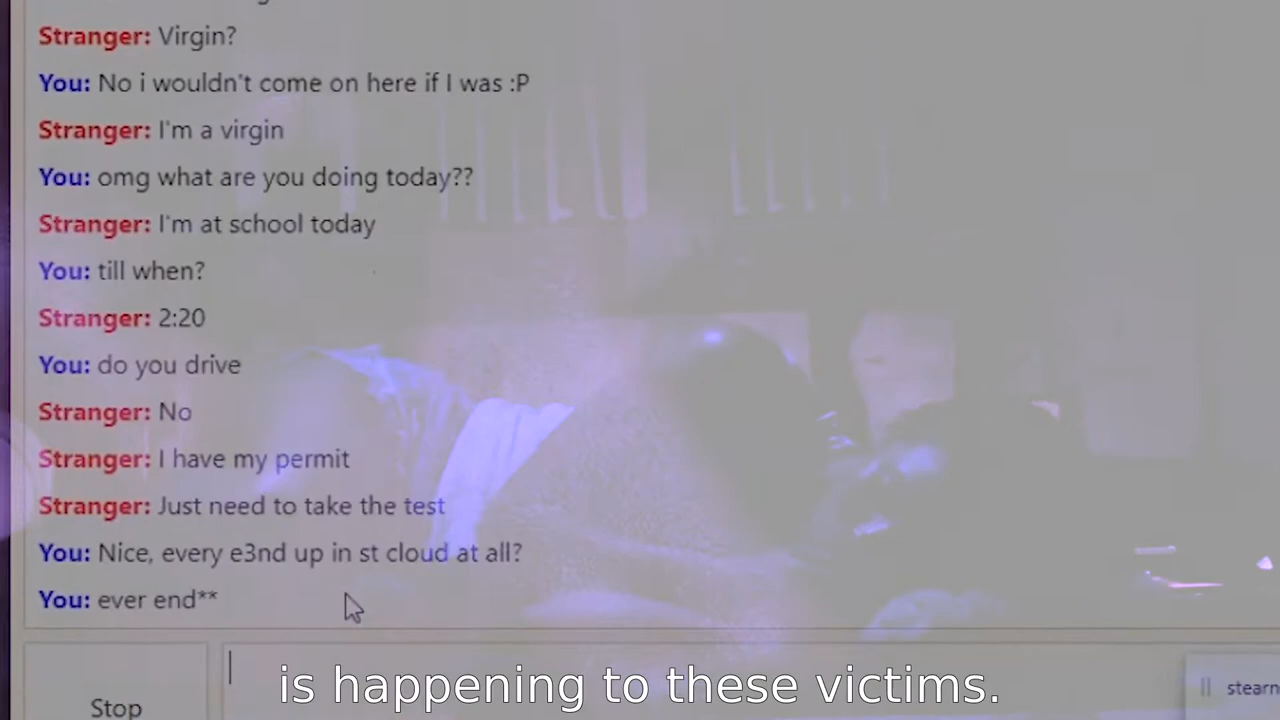 Stranger: Virgin?
You: No i wouldn't come on here if I was :P
Stranger: I'm a virgin
You: omg what are you doing today??
Stranger: I'm at school today
You: till when?
Stranger: 2:20
You: do you drive
Stranger: No
Stranger: I have my permit
Stranger: Just need to take the test
You: Nice, every e3nd up in st cloud at all?
You: ever end**
Stop
is happening to these victims.